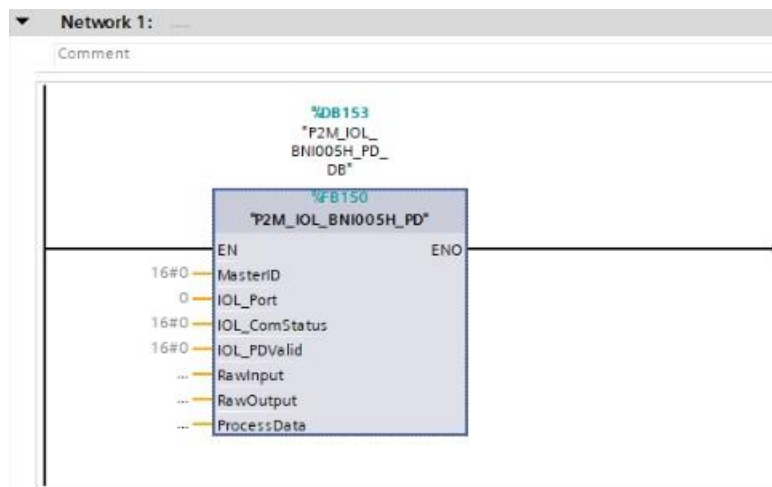 Network 1: .....
Comment
%DB153
"P2M_IOL_
BNI005H_PD_
DB"
%FB150
"P2M_IOL_BNI005H_PD"
EN ENO
16#0 MasterID
0 IOL_Port
16#0 IOL_ComStatus
16#0 IOL_PDValid
... RawInput
... RawOutput
... ProcessData